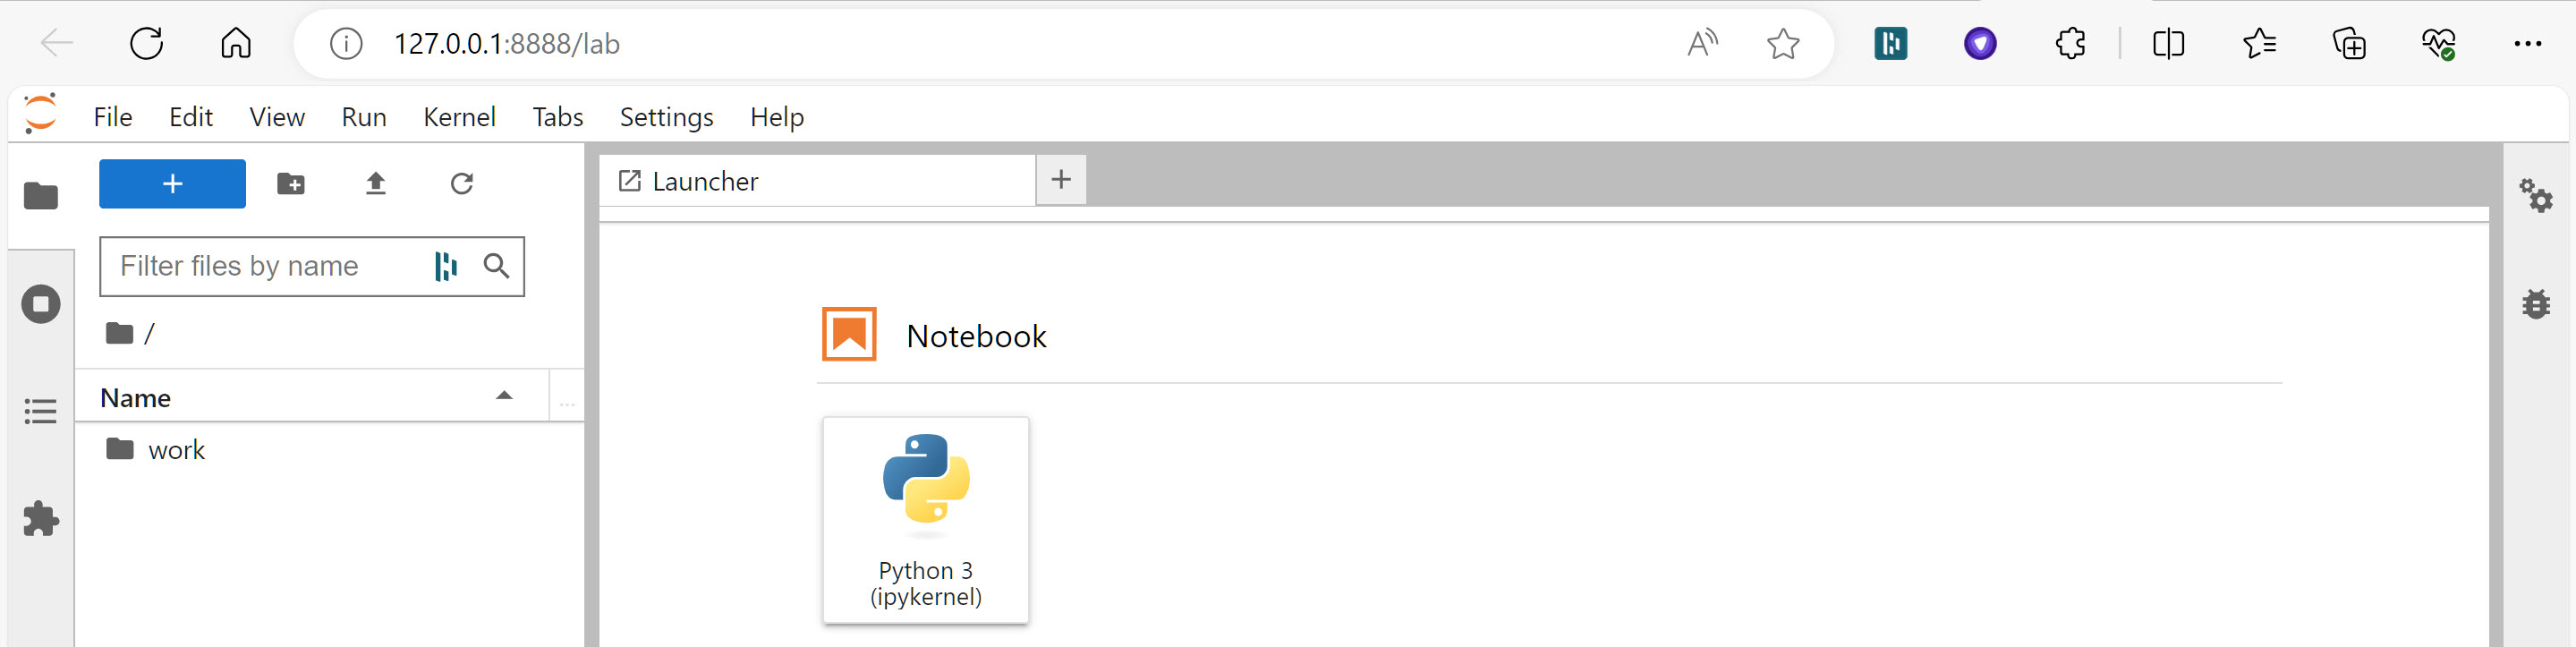 127.0.0.1:8888/lab
File Edit View Run Kernel Tabs Settings Help
Launcher
Filter files by name
/
Notebook
Name
...
work
Python 3
(ipykernel)